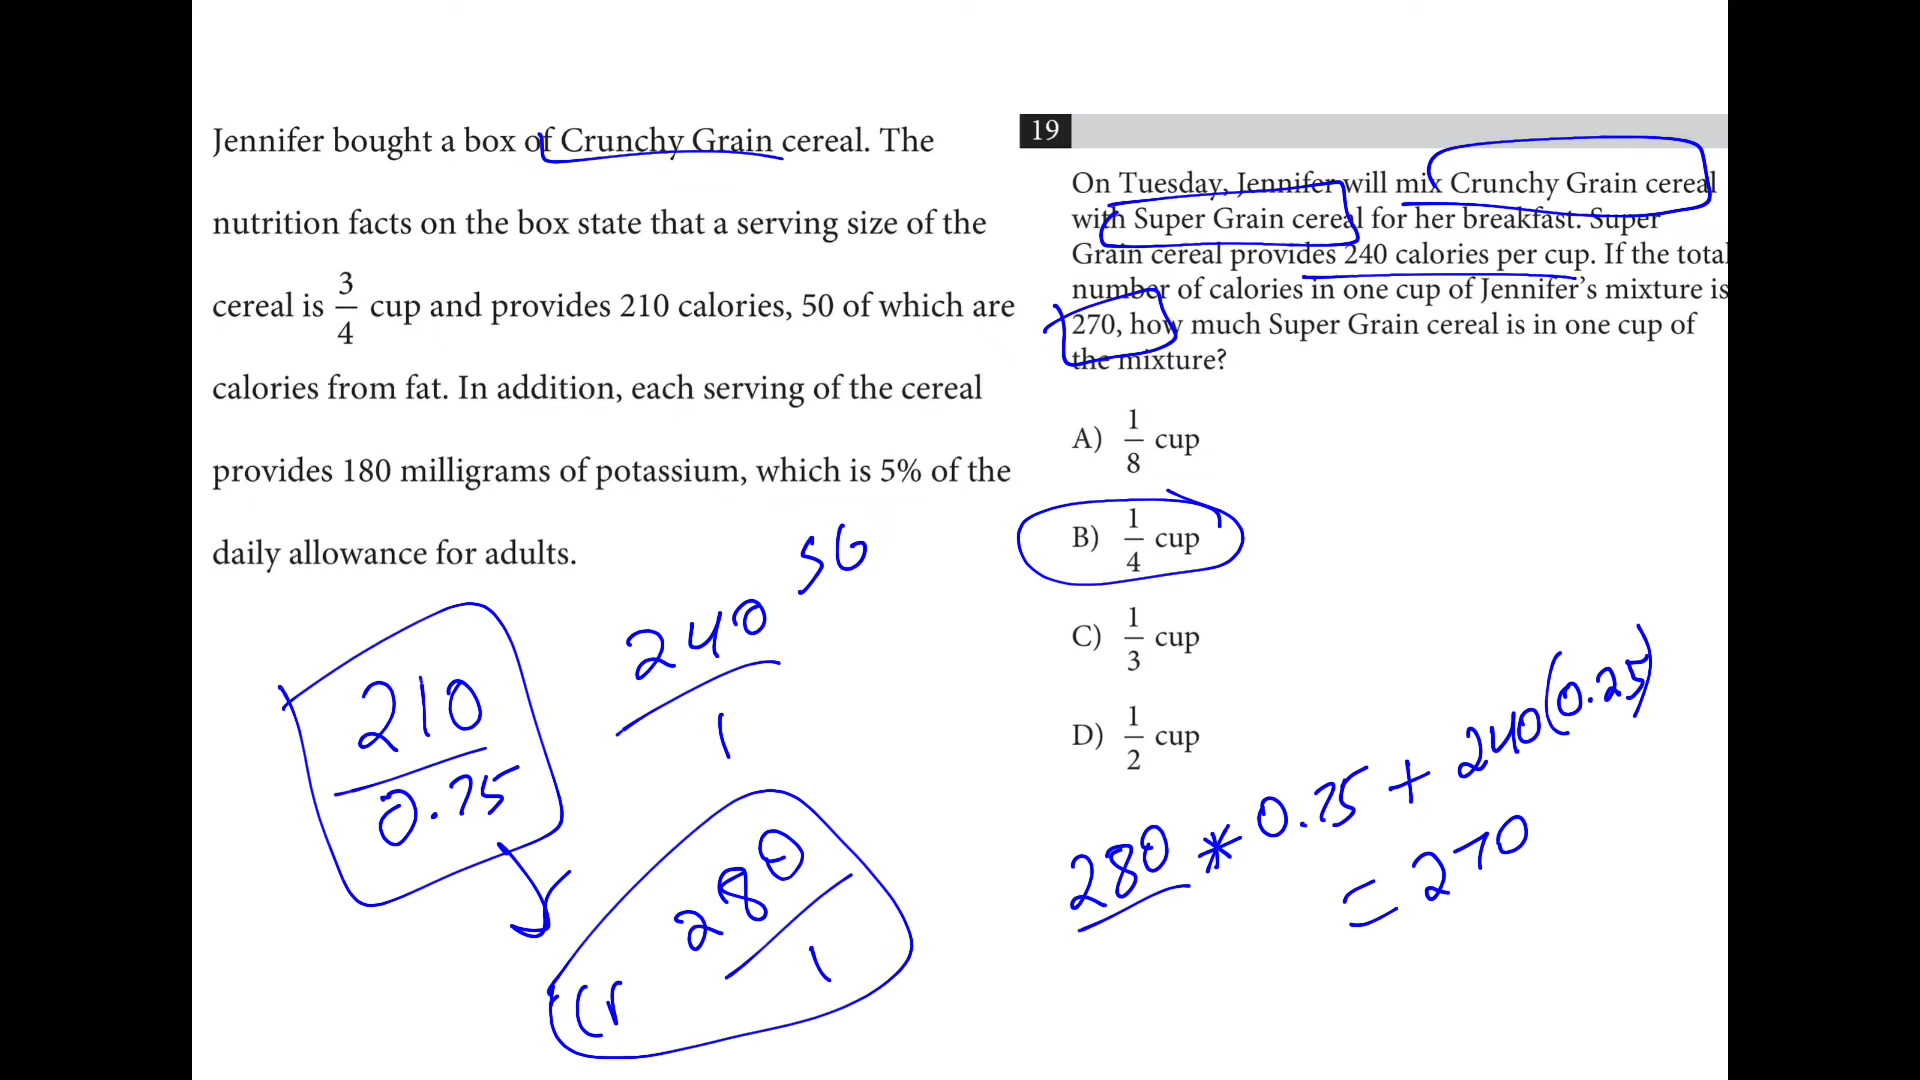 Jennifer bought a box of Crunchy Grain cereal. The
nutrition facts on the box state that a serving size of the
cereal is 3/4 cup and provides 210 calories, 50 of which are
calories from fat. In addition, each serving of the cereal
provides 180 milligrams of potassium, which is 5% of the
daily allowance for adults.
19
On Tuesday, Jennifer will mix Crunchy Grain cereal
with Super Grain cereal for her breakfast. Super
Grain cereal provides 240 calories per cup. If the total
number of calories in one cup of Jennifer's mixture is
270, how much Super Grain cereal is in one cup of
the mixture?
A) 1/8 cup
B) 1/4 cup
C) 1/3 cup
D) 1/2 cup
210
0.75
SG
240
1
Cr
280
1
280 * 0.75 + 240(0.25)
= 270